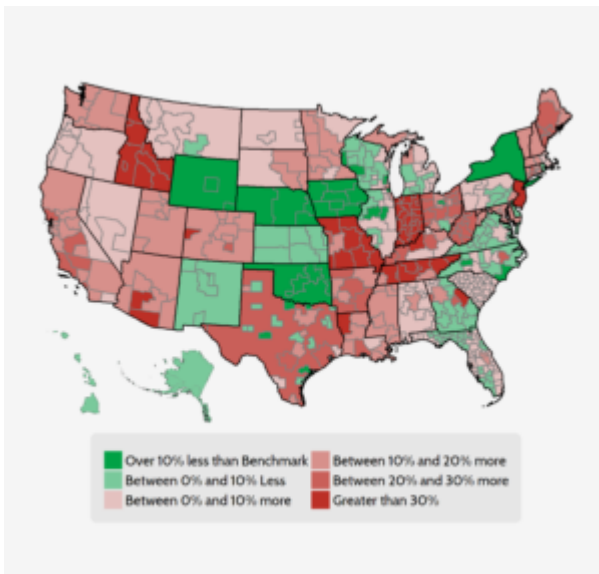 Over 10% less than Benchmark
Between 0% and 10% Less
Between 0% and 10% more
Between 10% and 20% more
Between 20% and 30% more
Greater than 30%